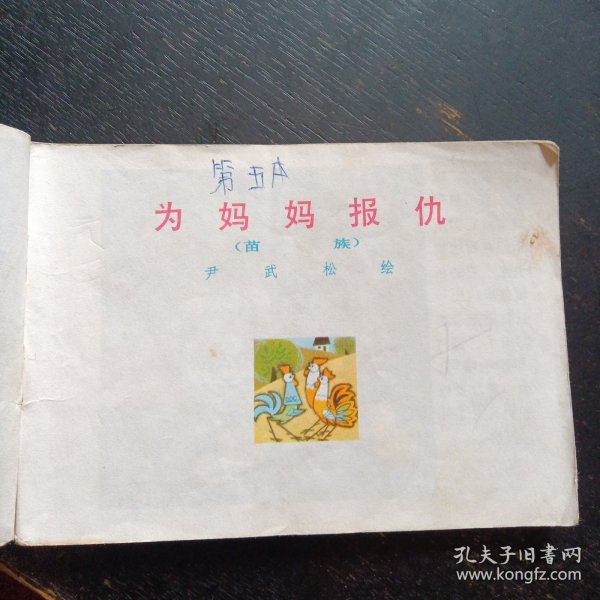 第五本
为妈妈报仇
（苗族）
尹武松绘
孔夫子旧书网
www.kongfz.com